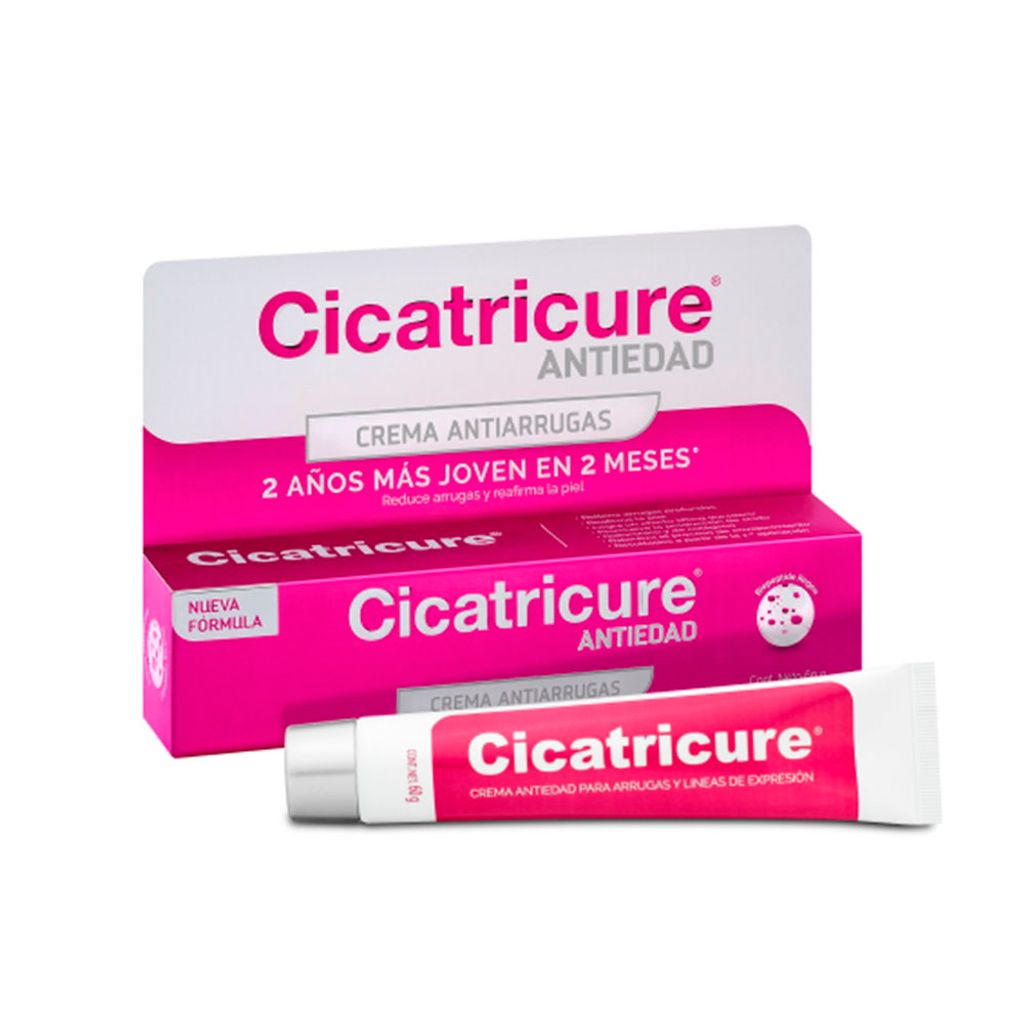 Cicatricure®
ANTIEDAD
CREMA ANTIARRUGAS
2 AÑOS MÁS JOVEN EN 2 MESES*
Reduce arrugas y reafirma la piel
Cicatricure®
NUEVA
FÓRMULA
Cicatricure®
ANTIEDAD
CREMA ANTIARRUGAS
CONT. NET. 60 g
Cicatricure®
CREMA ANTIEDAD PARA ARRUGAS Y LINEAS DE EXPRESIÓN